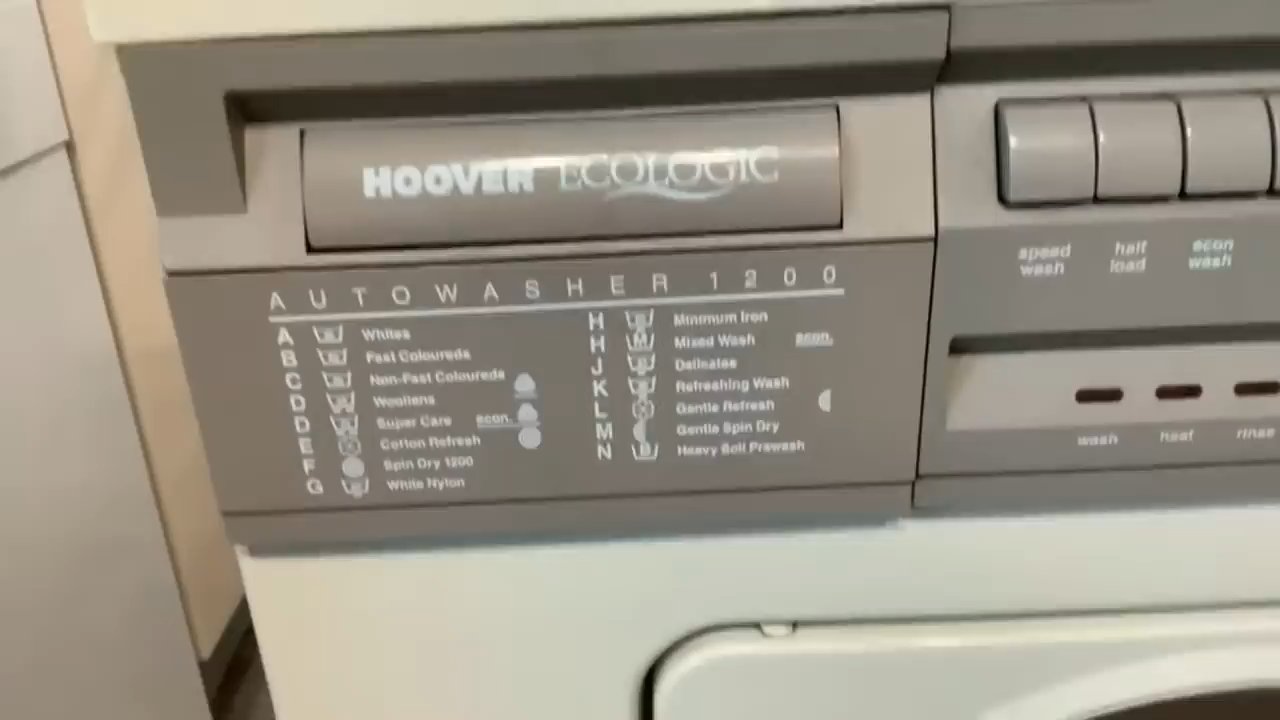 HOOVER ECOLOGIC
AUTOWASHER 1200
A Whites
B Fast Coloureds
C Non-Fast Coloureds
D Woollens
D Super Care econ.
E Cotton Refresh
F Spin Dry 1200
G White Nylon
H Minimum Iron
H M Mixed Wash econ.
J Delicates
K Refreshing Wash
L Gentle Refresh
M Gentle Spin Dry
N Heavy Soil Prewash
speed
wash
half
load
econ
wash
wash heat rinse